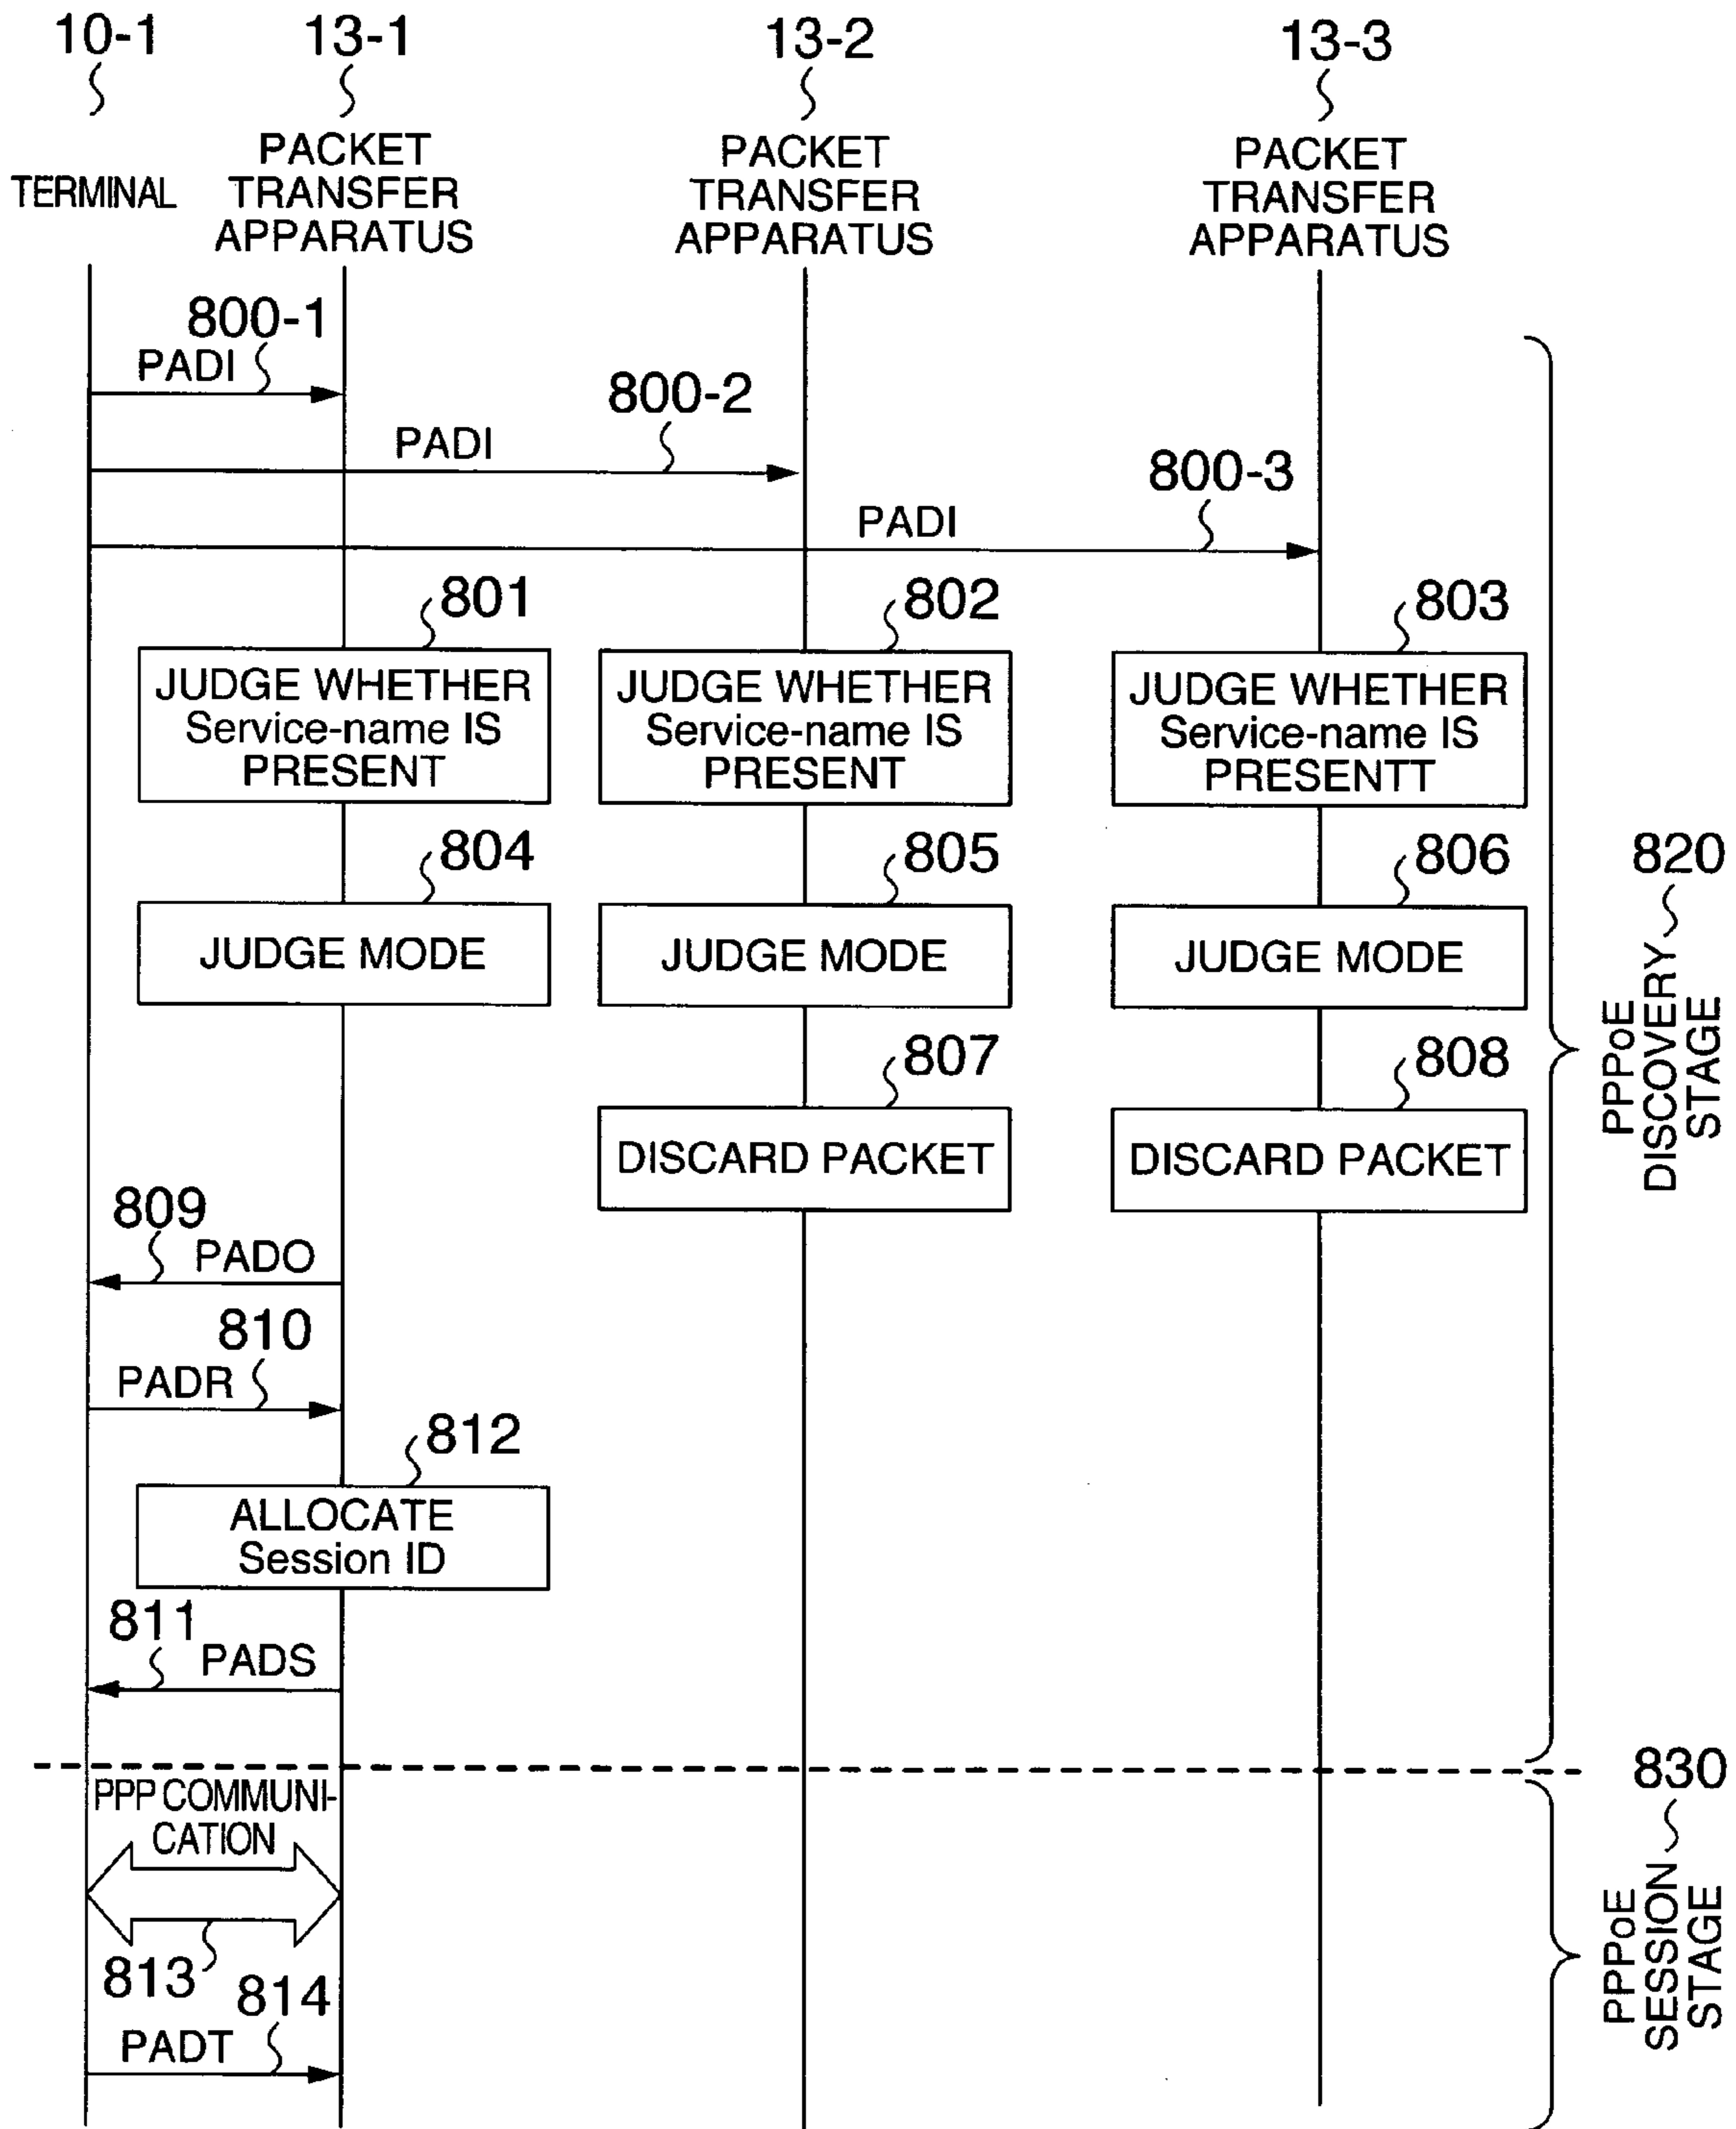 10-1 13-1 13-2 13-3
TERMINAL
PACKET
TRANSFER
APPARATUS
PACKET
TRANSFER
APPARATUS
PACKET
TRANSFER
APPARATUS
800-1
PADI
800-2
PADI
800-3
PADI
801
JUDGE WHETHER
Service-name IS
PRESENT
802
JUDGE WHETHER
Service-name IS
PRESENT
803
JUDGE WHETHER
Service-name IS
PRESENTT
804
JUDGE MODE
805
JUDGE MODE
806
JUDGE MODE
807
DISCARD PACKET
808
DISCARD PACKET
820
PPPoE
DISCOVERY
STAGE
809
PADO
810
PADR
812
ALLOCATE
Session ID
811
PADS
PPP COMMUNI-
CATION
813
814
PADT
830
PPPoE
SESSION
STAGE